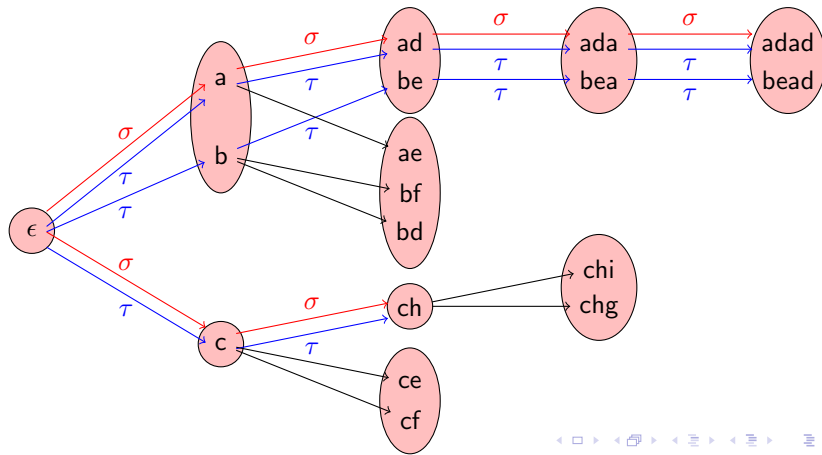 σ σ σ
ad ada adad
a τ τ τ
be bea bead
τ τ τ
σ
b ae
τ bf
τ bd
ϵ
σ chi
τ σ ch
chg
c τ
ce
cf